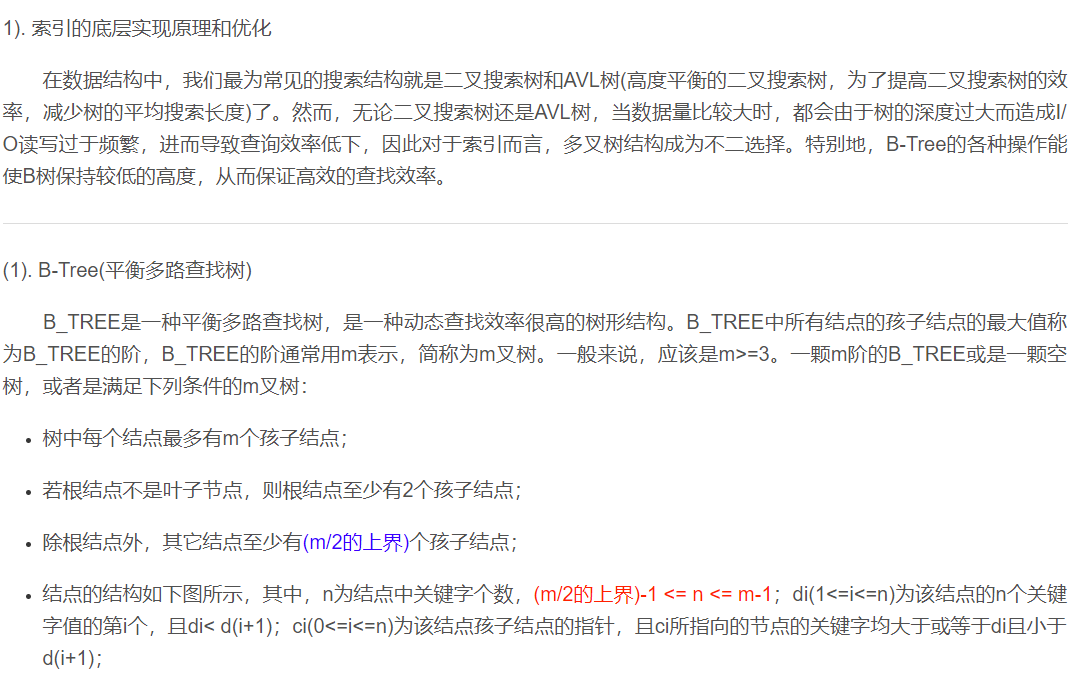 1). 索引的底层实现原理和优化
在数据结构中，我们最为常见的搜索结构就是二叉搜索树和AVL树(高度平衡的二叉搜索树，为了提高二叉搜索树的效
率，减少树的平均搜索长度)了。然而，无论二叉搜索树还是AVL树，当数据量比较大时，都会由于树的深度过大而造成I/
O读写过于频繁，进而导致查询效率低下，因此对于索引而言，多叉树结构成为不二选择。特别地，B-Tree的各种操作能
使B树保持较低的高度，从而保证高效的查找效率。
(1). B-Tree(平衡多路查找树)
B_TREE是一种平衡多路查找树，是一种动态查找效率很高的树形结构。B_TREE中所有结点的孩子结点的最大值称
为B_TREE的阶，B_TREE的阶通常用m表示，简称为m叉树。一般来说，应该是m>=3。一颗m阶的B_TREE或是一颗空
树，或者是满足下列条件的m叉树：
• 树中每个结点最多有m个孩子结点；
• 若根结点不是叶子节点，则根结点至少有2个孩子结点；
• 除根结点外，其它结点至少有(m/2的上界)个孩子结点；
• 结点的结构如下图所示，其中，n为结点中关键字个数，(m/2的上界)-1 <= n <= m-1；di(1<=i<=n)为该结点的n个关键
字值的第i个，且di< d(i+1)；ci(0<=i<=n)为该结点孩子结点的指针，且ci所指向的节点的关键字均大于或等于di且小于
d(i+1)；